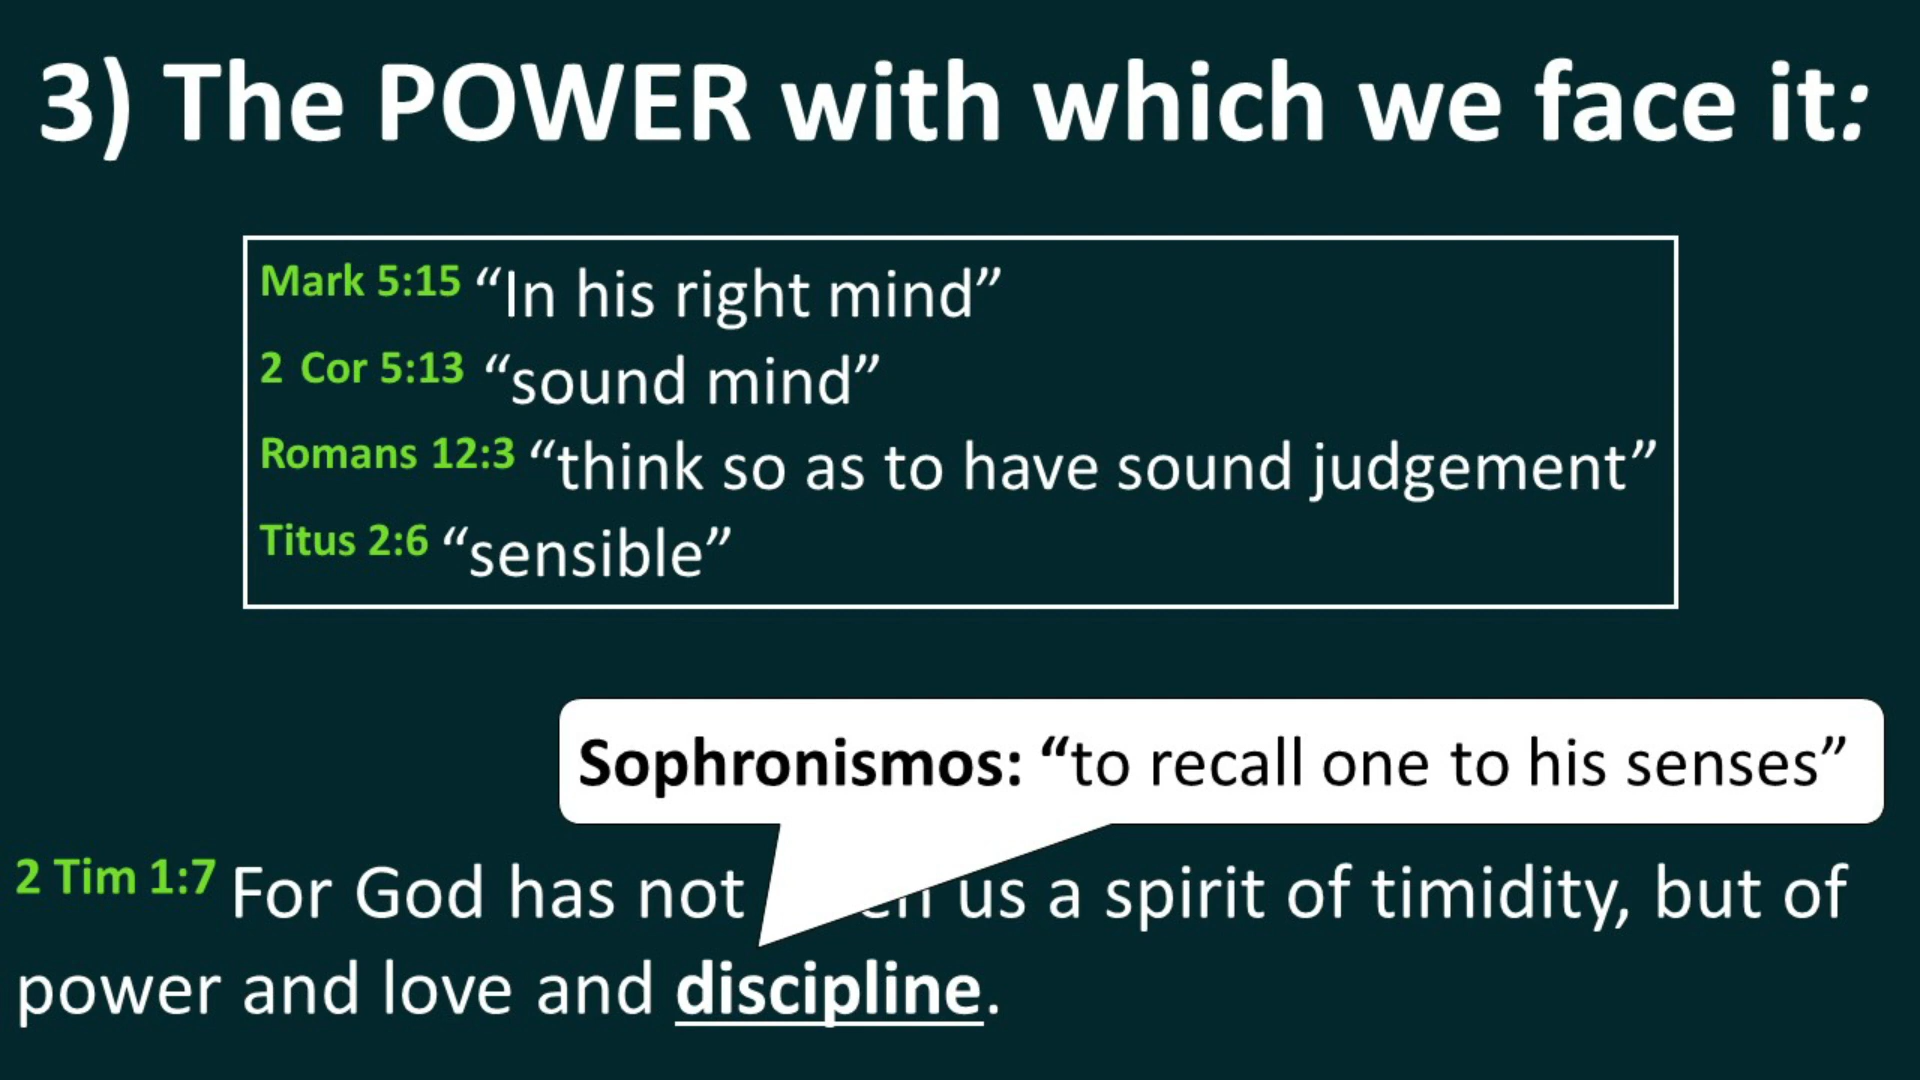 3) The POWER with which we face it:
Mark 5:15 “In his right mind”
2 Cor 5:13 “sound mind”
Romans 12:3 “think so as to have sound judgement”
Titus 2:6 “sensible”
Sophronismos: “to recall one to his senses”
2 Tim 1:7 For God has not us a spirit of timidity, but of
power and love and discipline.